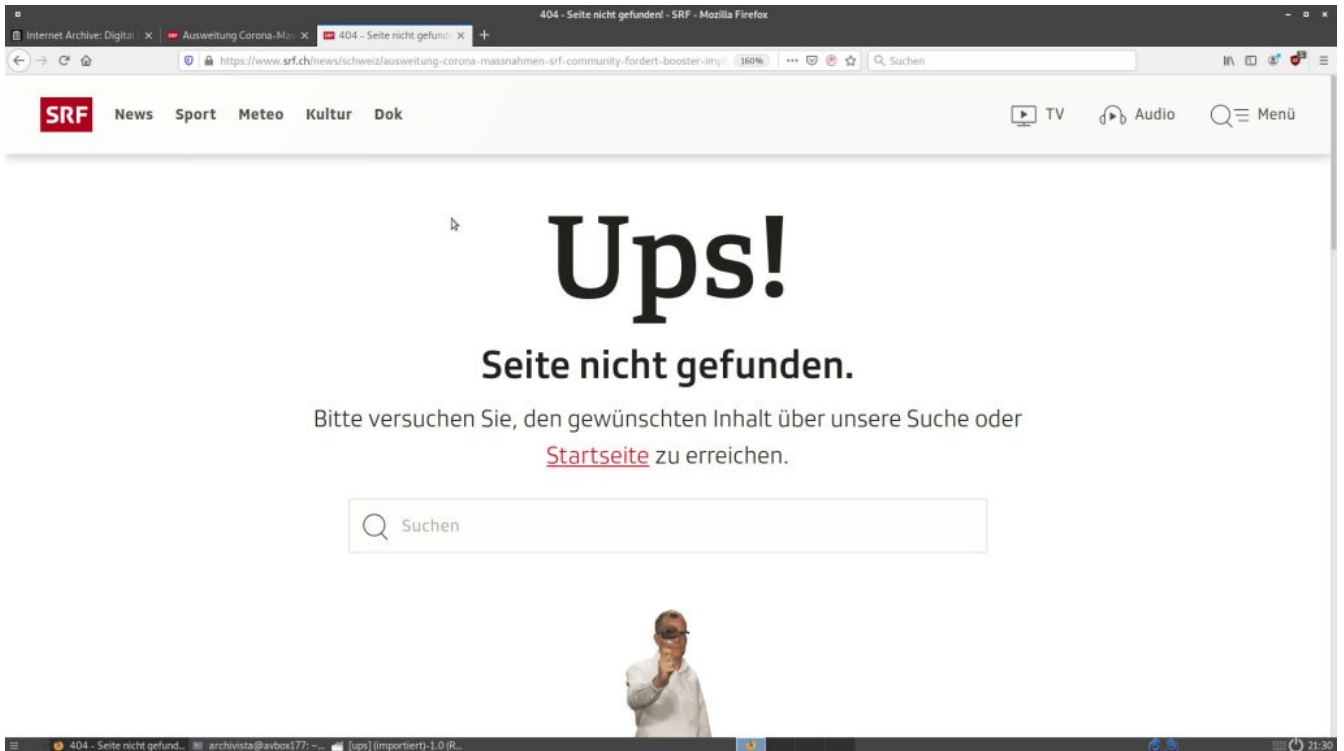 404 - Seite nicht gefunden! - SRF - Mozilla Firefox
Internet Archive: Digital
Ausweitung Corona-Mas
404 - Seite nicht gefund
https://www.srf.ch/news/schweiz/ausweitung-corona-massnahmen-srf-community-fordert-booster-impf
160%
Suchen
SRF
News Sport Meteo Kultur Dok
TV Audio Menü
Ups!
Seite nicht gefunden.
Bitte versuchen Sie, den gewünschten Inhalt über unsere Suche oder
Startseite zu erreichen.
Suchen
404 - Seite nicht gefund...
archivista@avbox177: ~...
[ups] (importiert)-1.0 (R...
21:30